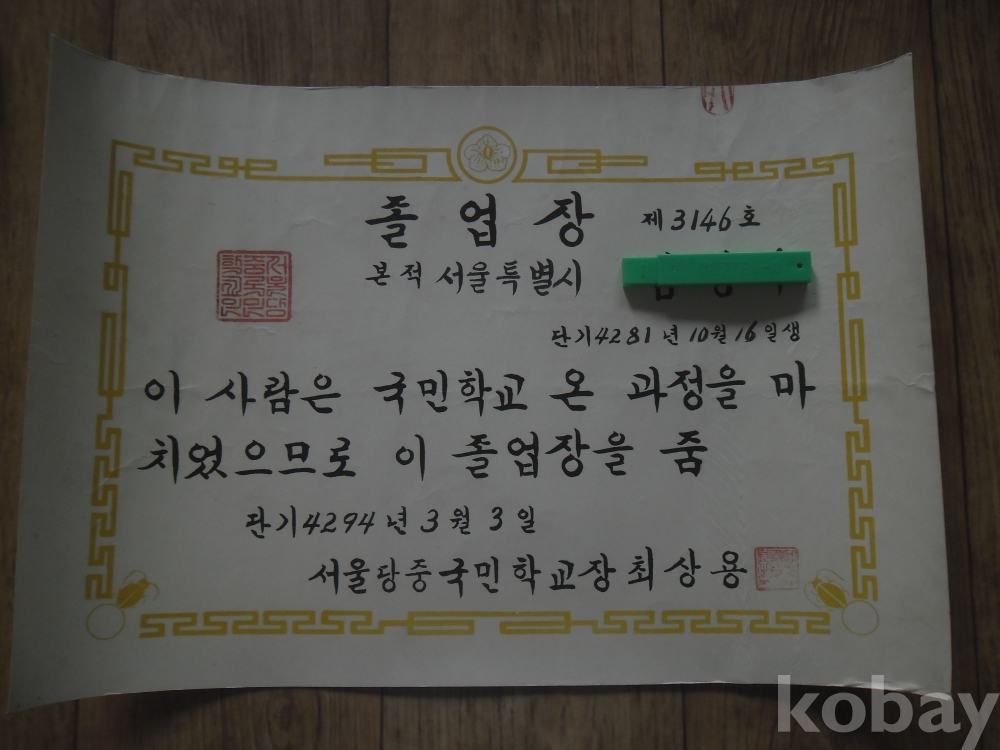 졸업장
제3146호
본적 서울특별시
단기4281년 10월 16일생
이 사람은 국민학교 온 과정을 마
치었으므로 이 졸업장을 줌
단기4294년 3월 3일
서울당중국민학교장 최상용
kobay